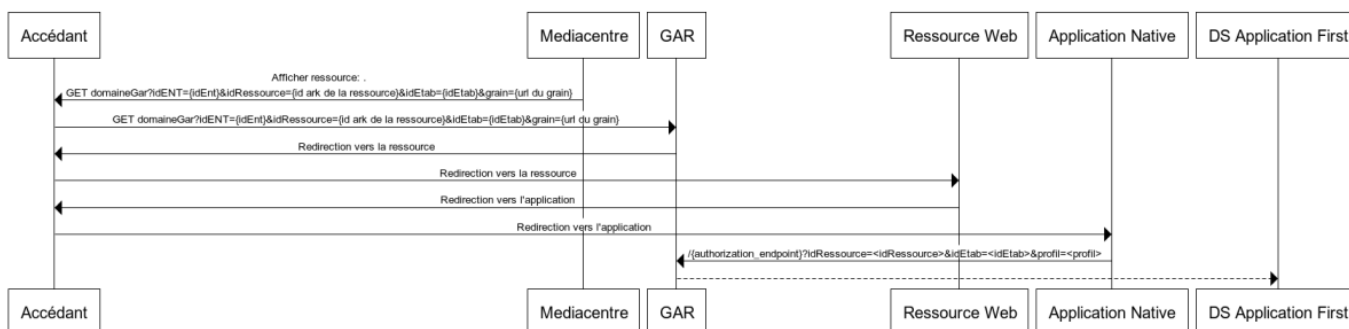 Accédant Mediacentre GAR Ressource Web Application Native DS Application First
Afficher ressource: .
GET domaineGar?idENT={idEnt}&idRessource={id ark de la ressource}&idEtab={idEtab}&grain={url du grain}
GET domaineGar?idENT={idEnt}&idRessource={id ark de la ressource}&idEtab={idEtab}&grain={url du grain}
Redirection vers la ressource
Redirection vers la ressource
Redirection vers l'application
Redirection vers l'application
/{authorization_endpoint}?idRessource=<idRessource>&idEtab=<idEtab>&profil=<profil>
Accédant Mediacentre GAR Ressource Web Application Native DS Application First